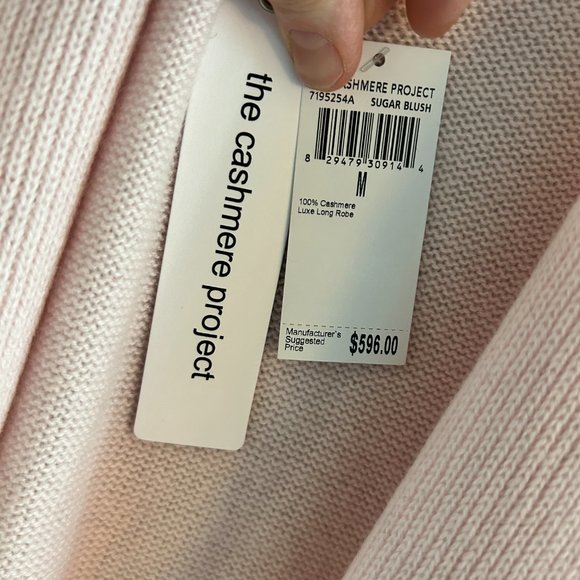 the cashmere project
CASHMERE PROJECT
7195254A SUGAR BLUSH
8 29479 30914 4
M
100% Cashmere
Luxe Long Robe
Manufacturer's
Suggested
Price
$596.00